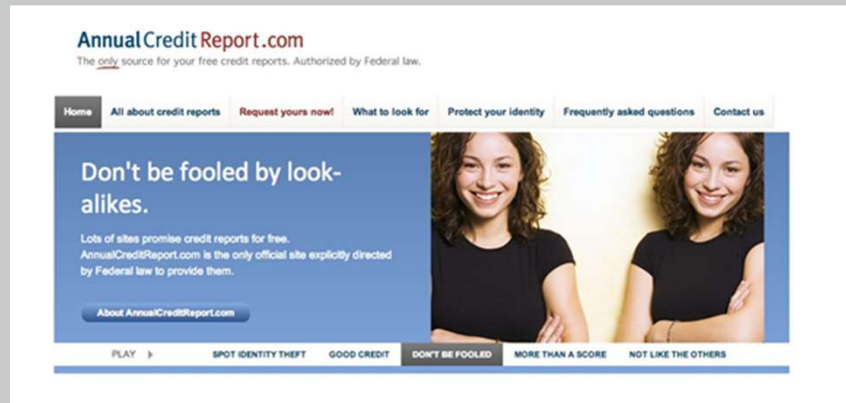 AnnualCreditReport.com
The only source for your free credit reports. Authorized by Federal law.
Home All about credit reports Request yours now! What to look for Protect your identity Frequently asked questions Contact us
Don't be fooled by look-
alikes.
Lots of sites promise credit reports for free.
AnnualCreditReport.com is the only official site explicitly directed
by Federal law to provide them.
About AnnualCreditReport.com
PLAY SPOT IDENTITY THEFT GOOD CREDIT DON'T BE FOOLED MORE THAN A SCORE NOT LIKE THE OTHERS